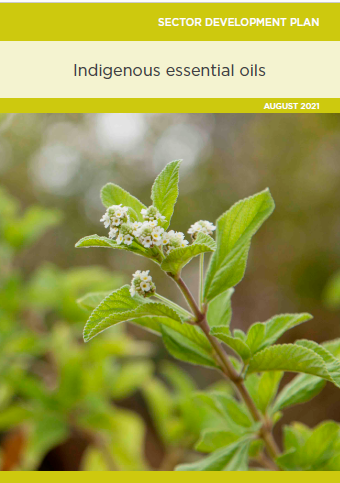 SECTOR DEVELOPMENT PLAN
Indigenous essential oils
AUGUST 2021